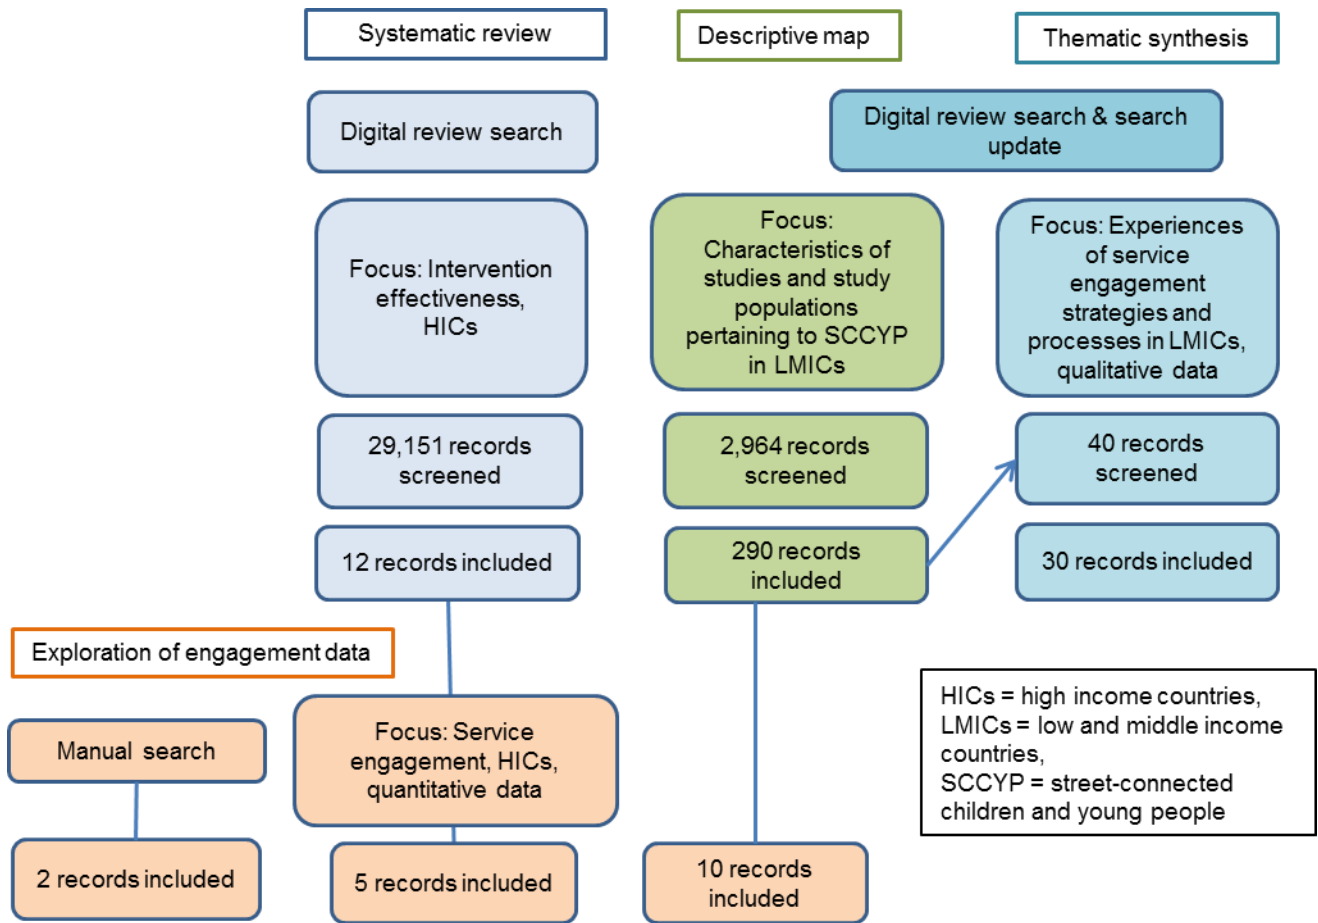 Systematic review
Descriptive map
Thematic synthesis
Digital review search
Digital review search & search
update
Focus: Intervention
effectiveness,
HICs
Focus:
Characteristics of
studies and study
populations
pertaining to SCCYP
in LMICs
Focus: Experiences
of service
engagement
strategies and
processes in LMICs,
qualitative data
29,151 records
screened
2,964 records
screened
40 records
screened
12 records included
290 records
included
30 records included
Exploration of engagement data
Manual search
Focus: Service
engagement, HICs,
quantitative data
HICs = high income countries,
LMICs= low and middle income
countries,
SCCYP = street-connected
children and young people
2 records included
5 records included
10 records
included